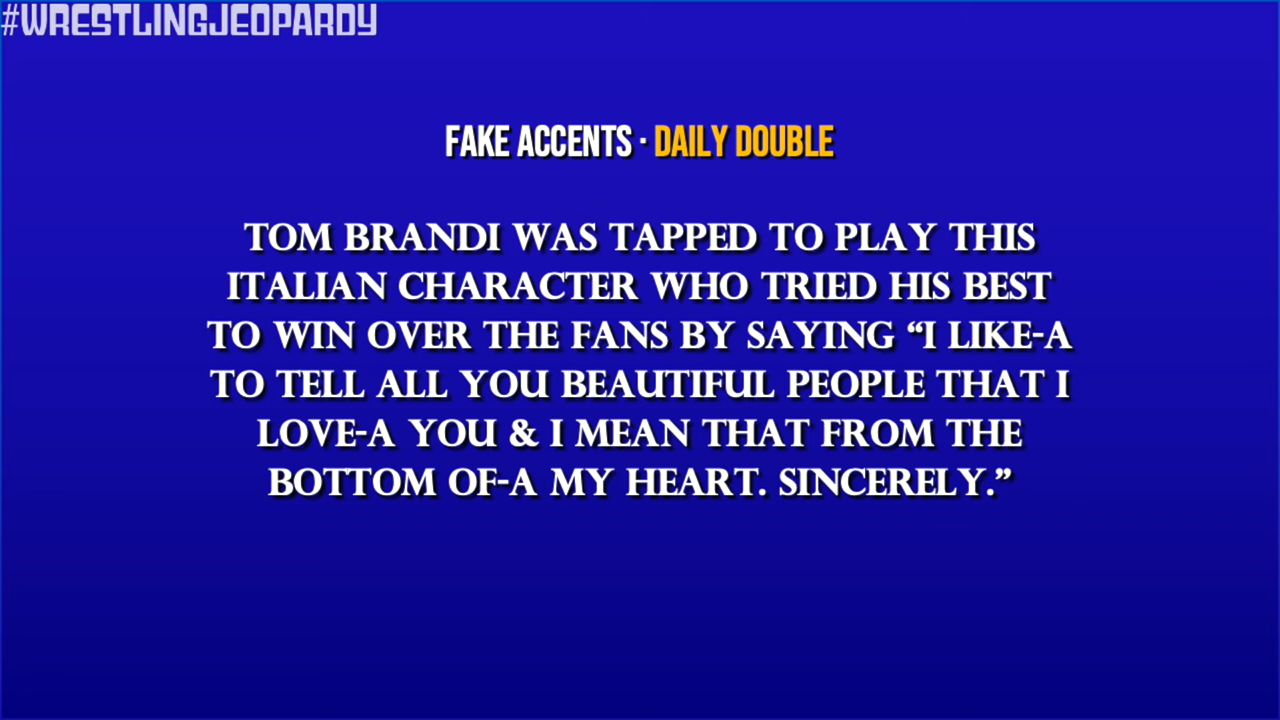 #WRESTLINGJEOPARDY
FAKE ACCENTS · DAILY DOUBLE
TOM BRANDI WAS TAPPED TO PLAY THIS
ITALIAN CHARACTER WHO TRIED HIS BEST
TO WIN OVER THE FANS BY SAYING “I LIKE-A
TO TELL ALL YOU BEAUTIFUL PEOPLE THAT I
LOVE-A YOU & I MEAN THAT FROM THE
BOTTOM OF-A MY HEART. SINCERELY.”